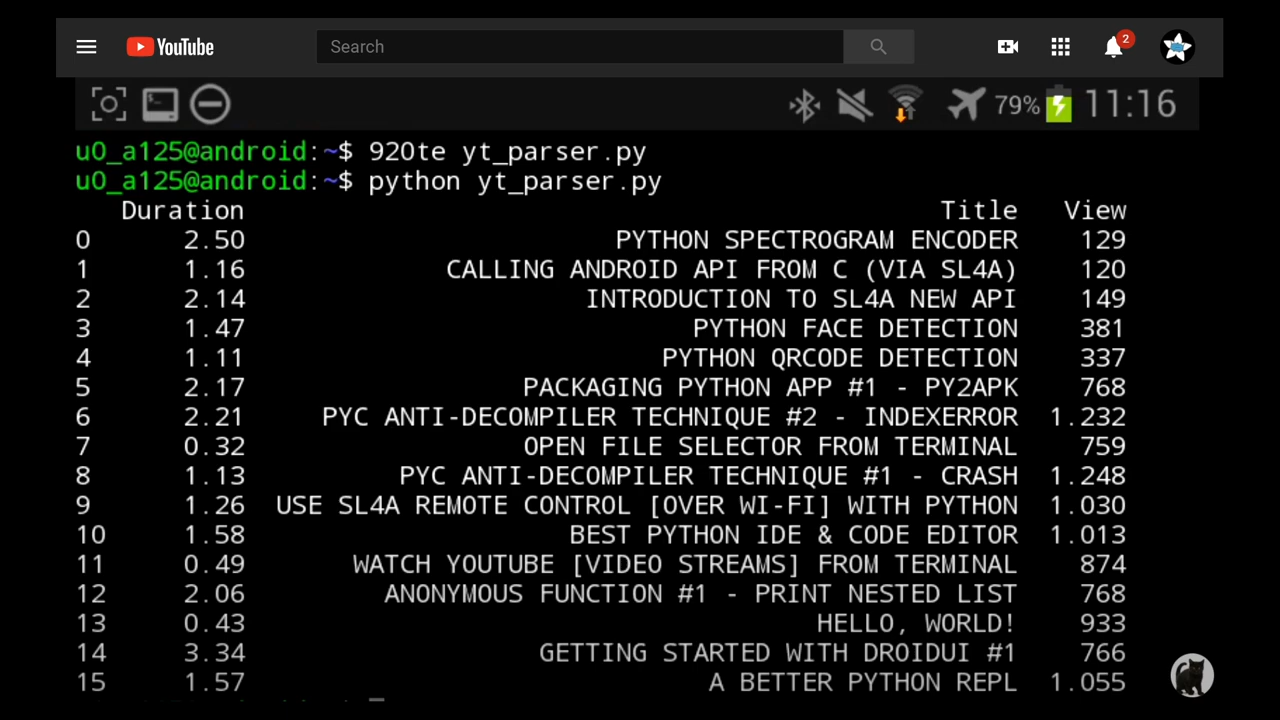 YouTube Search 2
79% 11:16
u0_a125@android:~$ 920te yt_parser.py
u0_a125@android:~$ python yt_parser.py
Duration Title View
0 2.50 PYTHON SPECTROGRAM ENCODER 129
1 1.16 CALLING ANDROID API FROM C (VIA SL4A) 120
2 2.14 INTRODUCTION TO SL4A NEW API 149
3 1.47 PYTHON FACE DETECTION 381
4 1.11 PYTHON QRCODE DETECTION 337
5 2.17 PACKAGING PYTHON APP #1 - PY2APK 768
6 2.21 PYC ANTI-DECOMPILER TECHNIQUE #2 - INDEXERROR 1.232
7 0.32 OPEN FILE SELECTOR FROM TERMINAL 759
8 1.13 PYC ANTI-DECOMPILER TECHNIQUE #1 - CRASH 1.248
9 1.26 USE SL4A REMOTE CONTROL [OVER WI-FI] WITH PYTHON 1.030
10 1.58 BEST PYTHON IDE & CODE EDITOR 1.013
11 0.49 WATCH YOUTUBE [VIDEO STREAMS] FROM TERMINAL 874
12 2.06 ANONYMOUS FUNCTION #1 - PRINT NESTED LIST 768
13 0.43 HELLO, WORLD! 933
14 3.34 GETTING STARTED WITH DROIDUI #1 766
15 1.57 A BETTER PYTHON REPL 1.055